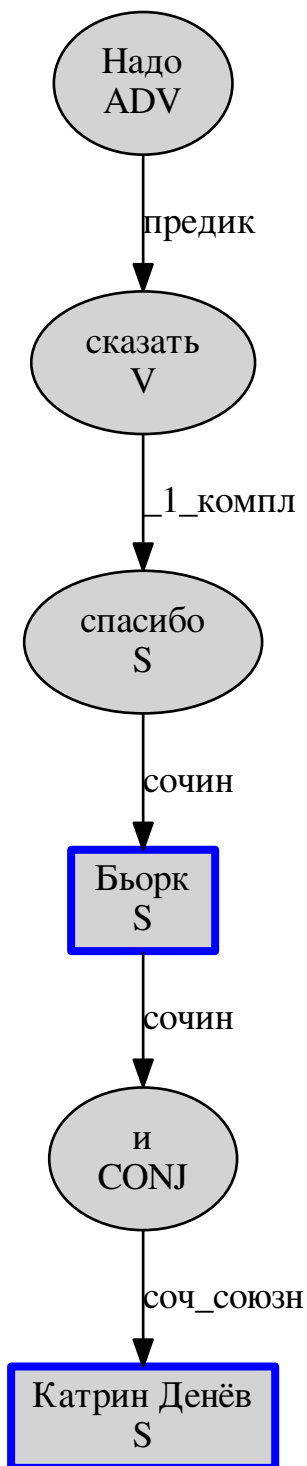 Надо
ADV
предик
сказать
V
_1_компл
спасибо
S
сочин
Бьорк
S
сочин
и
CONJ
соч_союзн
Катрин Денёв
S